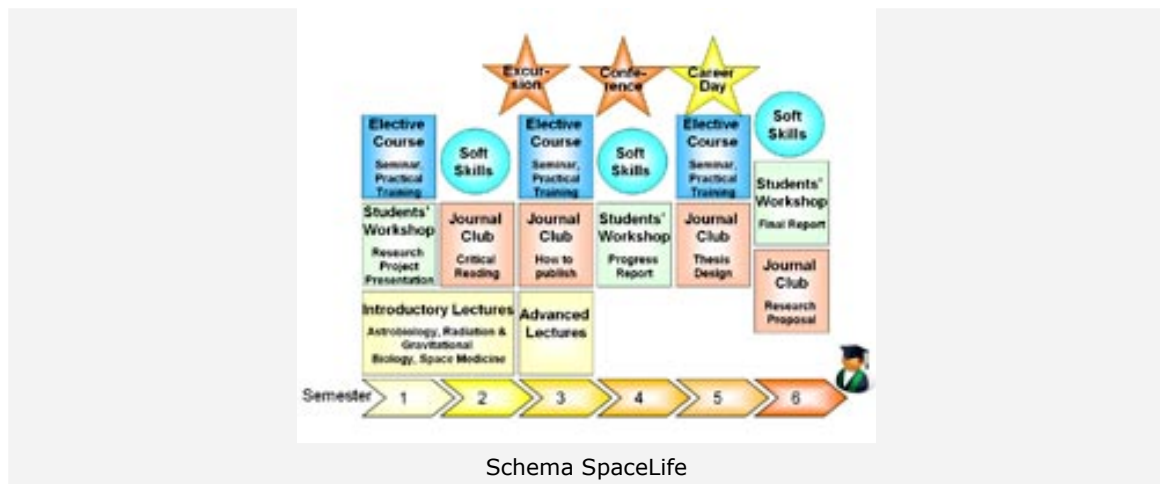 Excur-
sion
Confe-
rence
Career
Day
Elective
Course
Seminar,
Practical
Training
Soft
Skills
Elective
Course
Seminar,
Practical
Training
Soft
Skills
Elective
Course
Seminar,
Practical
Training
Soft
Skills
Students'
Workshop
Research
Project
Presentation
Journal
Club
Critical
Reading
Journal
Club
How to
publish
Students'
Workshop
Progress
Report
Journal
Club
Thesis
Design
Students'
Workshop
Final Report
Journal
Club
Research
Proposal
Introductory Lectures
Astrobiology, Radiation &
Gravitational
Biology, Space Medicine
Advanced
Lectures
Semester 1 2 3 4 5 6
Schema SpaceLife